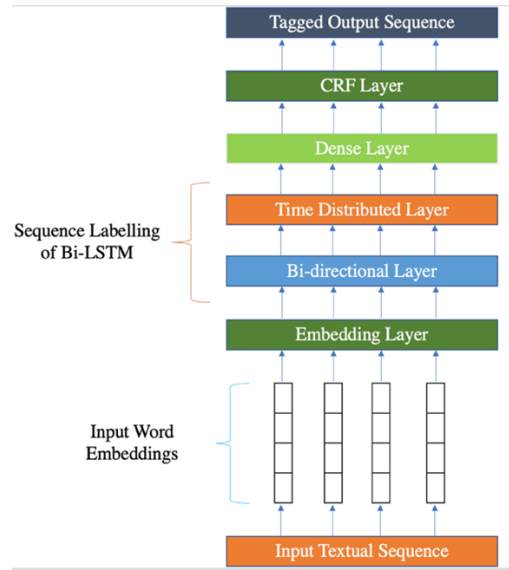 Tagged Output Sequence
CRF Layer
Dense Layer
Time Distributed Layer
Sequence Labelling
of Bi-LSTM
Bi-directional Layer
Embedding Layer
Input Word
Embeddings
Input Textual Sequence